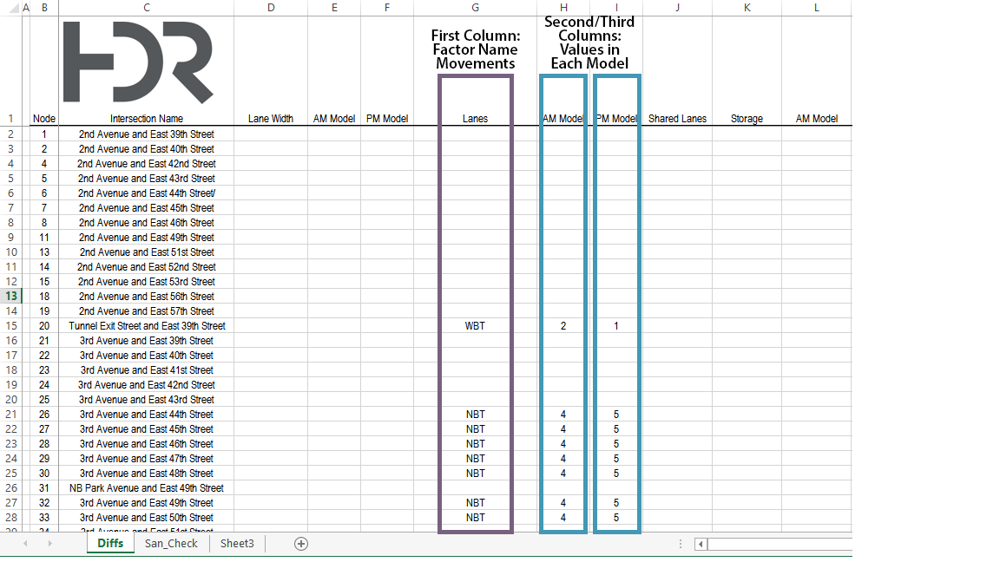 A B C D E F G H I J K L
HDR
First Column:
Factor Name
Movements
Second/Third
Columns:
Values in
Each Model
1 Node Intersection Name Lane Width AM Model PM Model Lanes AM Model PM Model Shared Lanes Storage AM Model
2 1 2nd Avenue and East 39th Street
3 2 2nd Avenue and East 40th Street
4 4 2nd Avenue and East 42nd Street
5 5 2nd Avenue and East 43rd Street
6 6 2nd Avenue and East 44th Street/
7 7 2nd Avenue and East 45th Street
8 8 2nd Avenue and East 46th Street
9 11 2nd Avenue and East 49th Street
10 13 2nd Avenue and East 51st Street
11 14 2nd Avenue and East 52nd Street
12 15 2nd Avenue and East 53rd Street
13 18 2nd Avenue and East 56th Street
14 19 2nd Avenue and East 57th Street
15 20 Tunnel Exit Street and East 39th Street WBT 2 1
16 21 3rd Avenue and East 39th Street
17 22 3rd Avenue and East 40th Street
18 23 3rd Avenue and East 41st Street
19 24 3rd Avenue and East 42nd Street
20 25 3rd Avenue and East 43rd Street
21 26 3rd Avenue and East 44th Street NBT 4 5
22 27 3rd Avenue and East 45th Street NBT 4 5
23 28 3rd Avenue and East 46th Street NBT 4 5
24 29 3rd Avenue and East 47th Street NBT 4 5
25 30 3rd Avenue and East 48th Street NBT 4 5
26 31 NB Park Avenue and East 49th Street
27 32 3rd Avenue and East 49th Street NBT 4 5
28 33 3rd Avenue and East 50th Street NBT 4 5
29 34 3rd Avenue and East 51st Street
Diffs San_Check Sheet3